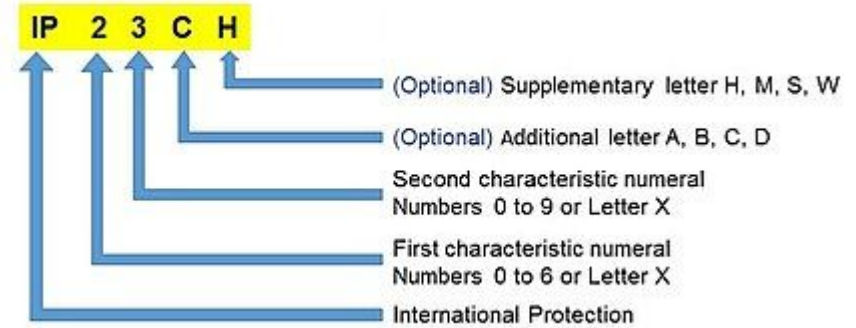 IP 2 3 C H
(Optional) Supplementary letter H, M, S, W
(Optional) Additional letter A, B, C, D
Second characteristic numeral
Numbers 0 to 9 or Letter X
First characteristic numeral
Numbers 0 to 6 or Letter X
International Protection